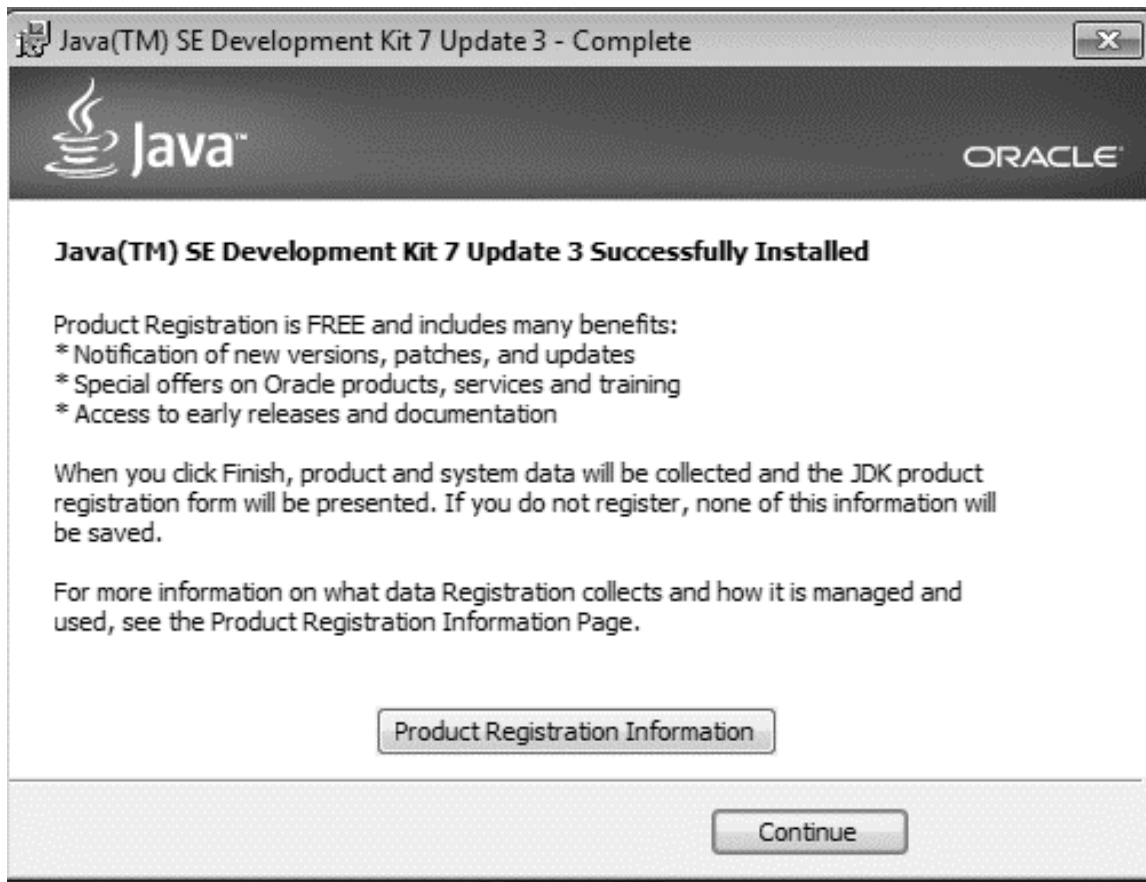 Java(TM) SE Development Kit 7 Update 3 - Complete
Java™
ORACLE®
Java(TM) SE Development Kit 7 Update 3 Successfully Installed
Product Registration is FREE and includes many benefits:
* Notification of new versions, patches, and updates
* Special offers on Oracle products, services and training
* Access to early releases and documentation
When you click Finish, product and system data will be collected and the JDK product
registration form will be presented. If you do not register, none of this information will
be saved.
For more information on what data Registration collects and how it is managed and
used, see the Product Registration Information Page.
Product Registration Information
Continue